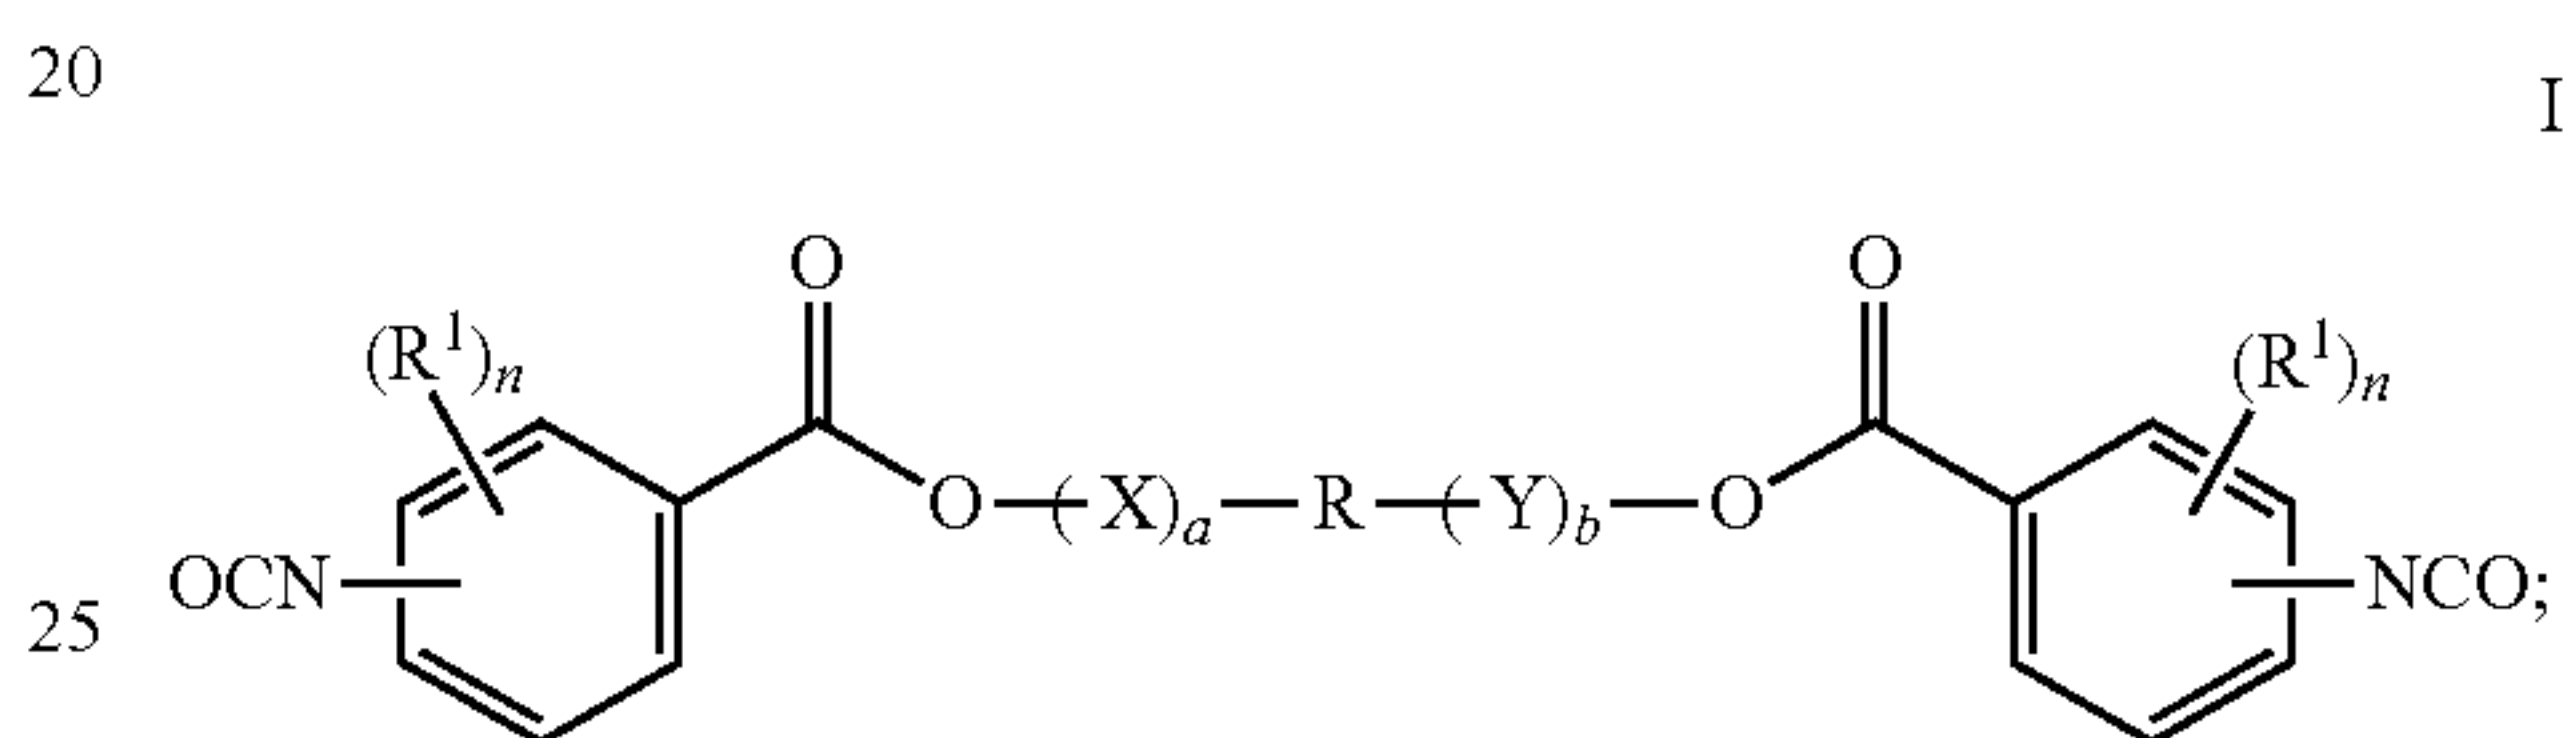 20
I
O
O
(R¹)n
(R¹)n
O—(X)a—R—(Y)b—O
25
OCN
NCO;